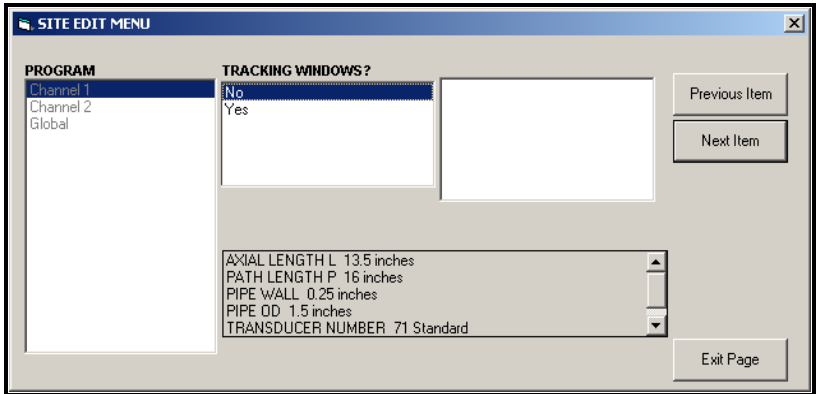 SITE EDIT MENU
PROGRAM
Channel 1
Channel 2
Global
TRACKING WINDOWS?
No
Yes
Previous Item
Next Item
AXIAL LENGTH L 13.5 inches
PATH LENGTH P 16 inches
PIPE WALL 0.25 inches
PIPE OD 1.5 inches
TRANSDUCER NUMBER 71 Standard
Exit Page